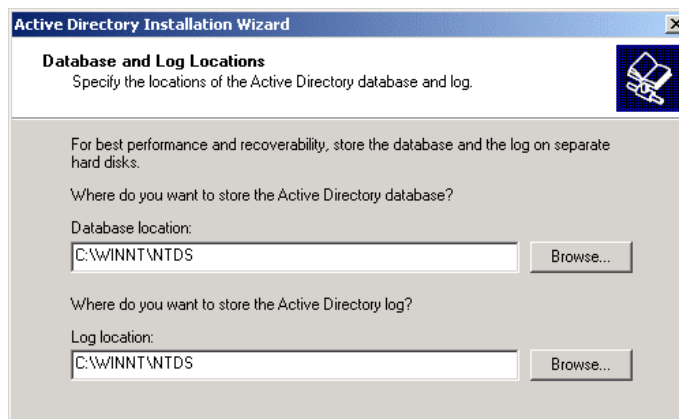 Active Directory Installation Wizard
Database and Log Locations
Specify the locations of the Active Directory database and log.
For best performance and recoverability, store the database and the log on separate
hard disks.
Where do you want to store the Active Directory database?
Database location:
C:\WINNT\NTDS
Browse...
Where do you want to store the Active Directory log?
Log location:
C:\WINNT\NTDS
Browse...